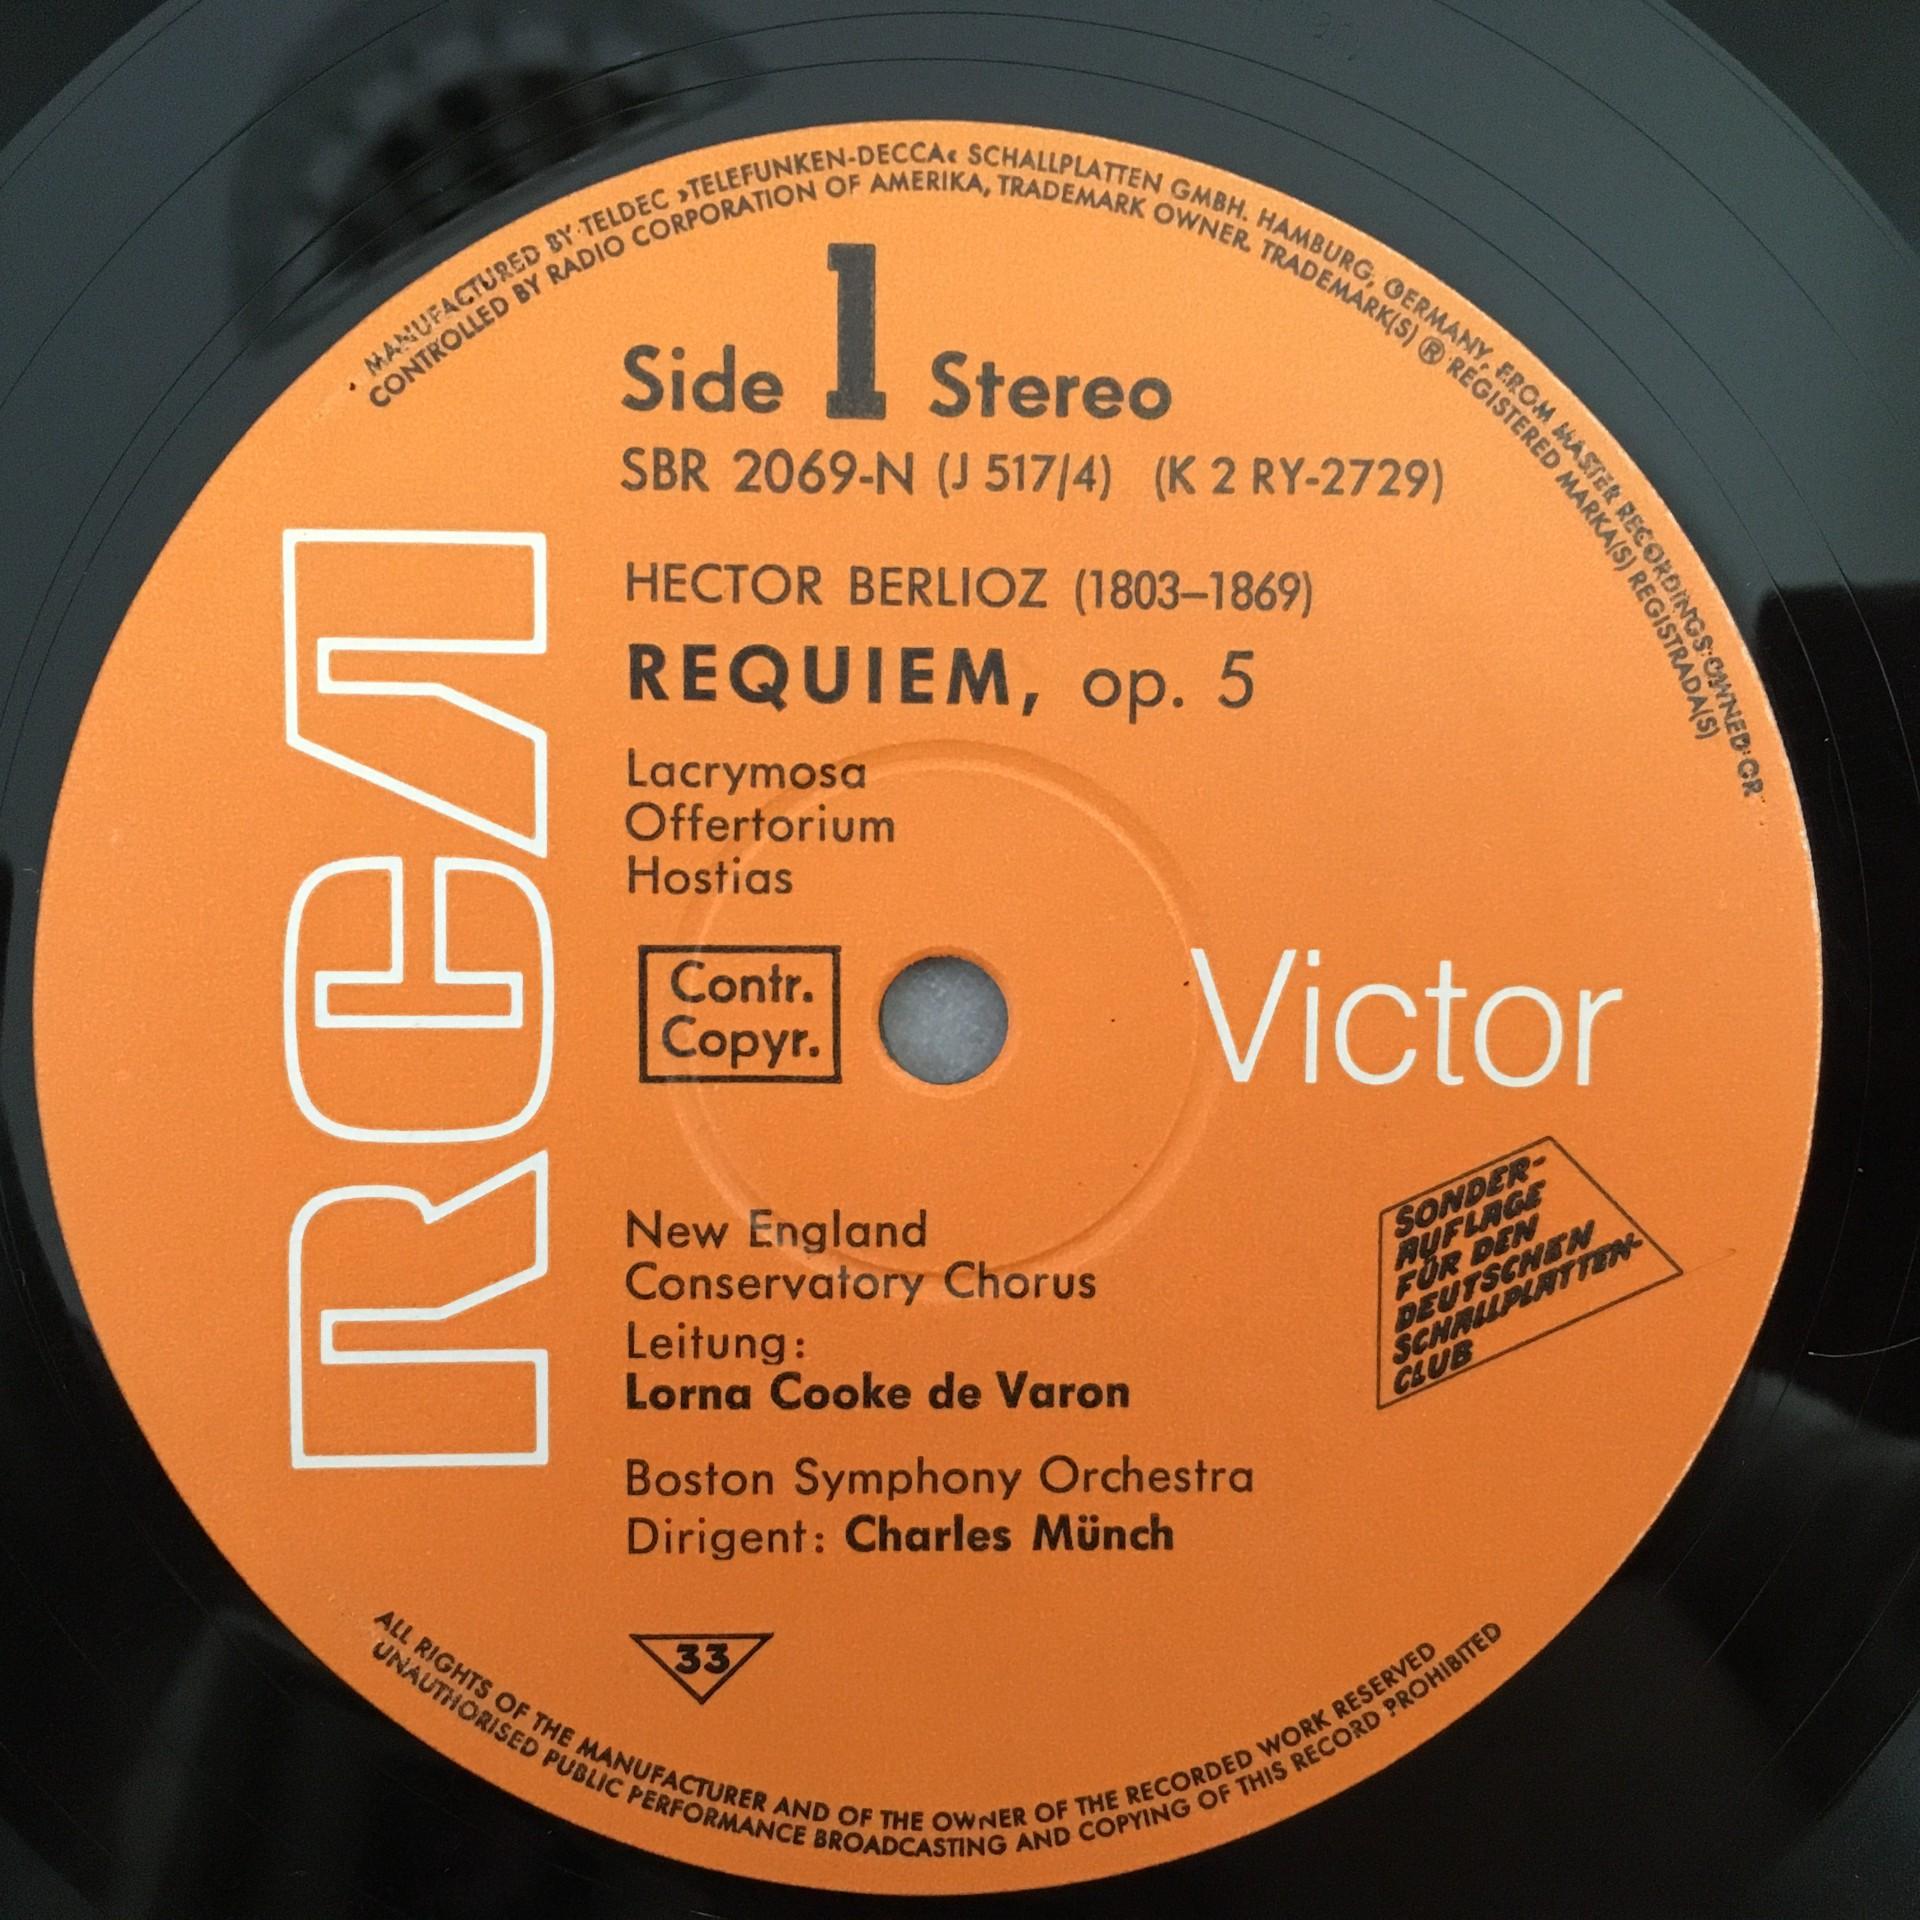 MANUFACTURED BY TELDEC ›TELEFUNKEN-DECCA‹ SCHALLPLATTEN GMBH. HAMBURG, GERMANY, FROM MASTER RECORDINGS OWNED OR
CONTROLLED BY RADIO CORPORATION OF AMERIKA, TRADEMARK OWNER. TRADEMARK(S) ® REGISTERED MARKA(S) REGISTRADA(S)
Side 1 Stereo
SBR 2069-N (J 517/4) (K 2 RY-2729)
HECTOR BERLIOZ (1803–1869)
REQUIEM, op. 5
Lacrymosa
Offertorium
Hostias
Contr.
Copyr.
RCA
Victor
SONDER-
AUFLAGE
FÜR DEN
DEUTSCHEN
SCHALLPLATTEN-
CLUB
New England
Conservatory Chorus
Leitung:
Lorna Cooke de Varon
Boston Symphony Orchestra
Dirigent: Charles Münch
33
ALL RIGHTS OF THE MANUFACTURER AND OF THE OWNER OF THE RECORDED WORK RESERVED
UNAUTHORISED PUBLIC PERFORMANCE BROADCASTING AND COPYING OF THIS RECORD PROHIBITED